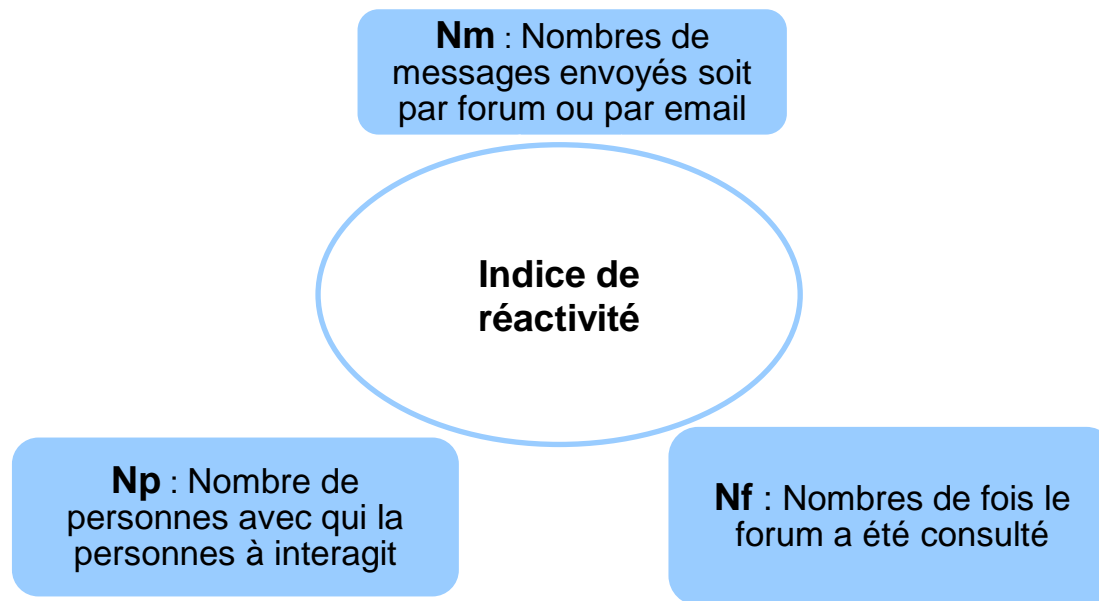 Nm : Nombres de
messages envoyés soit
par forum ou par email
Indice de
réactivité
Np : Nombre de
personnes avec qui la
personnes à interagit
Nf : Nombres de fois le
forum a été consulté